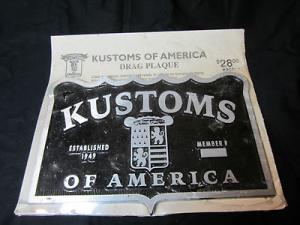 KUSTOMS OF AMERICA
DRAG PLAQUE
$28.00
KUSTOMS
ESTABLISHED
1949
MEMBER #
OF AMERICA